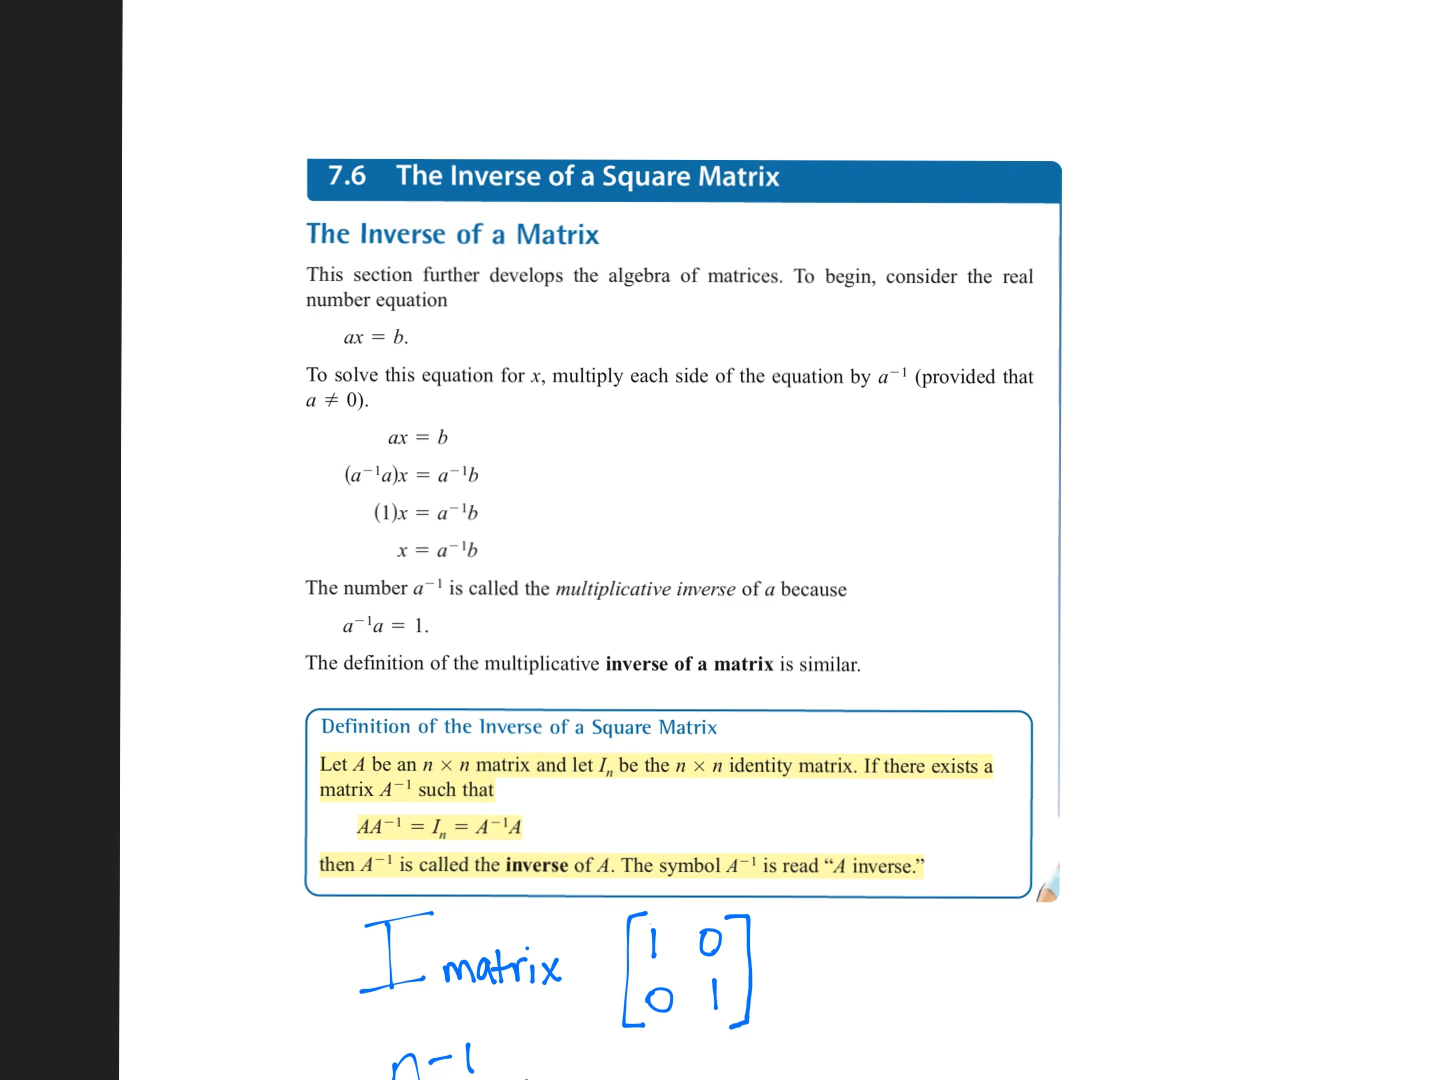 7.6 The Inverse of a Square Matrix
The Inverse of a Matrix
This section further develops the algebra of matrices. To begin, consider the real
number equation
ax = b.
To solve this equation for x, multiply each side of the equation by a⁻¹ (provided that
a ≠ 0).
ax = b
(a⁻¹a)x = a⁻¹b
(1)x = a⁻¹b
x = a⁻¹b
The number a⁻¹ is called the multiplicative inverse of a because
a⁻¹a = 1.
The definition of the multiplicative inverse of a matrix is similar.
Definition of the Inverse of a Square Matrix
Let A be an n × n matrix and let Iₙ be the n × n identity matrix. If there exists a
matrix A⁻¹ such that
AA⁻¹ = Iₙ = A⁻¹A
then A⁻¹ is called the inverse of A. The symbol A⁻¹ is read “A inverse.”
I matrix [1 0
0 1]